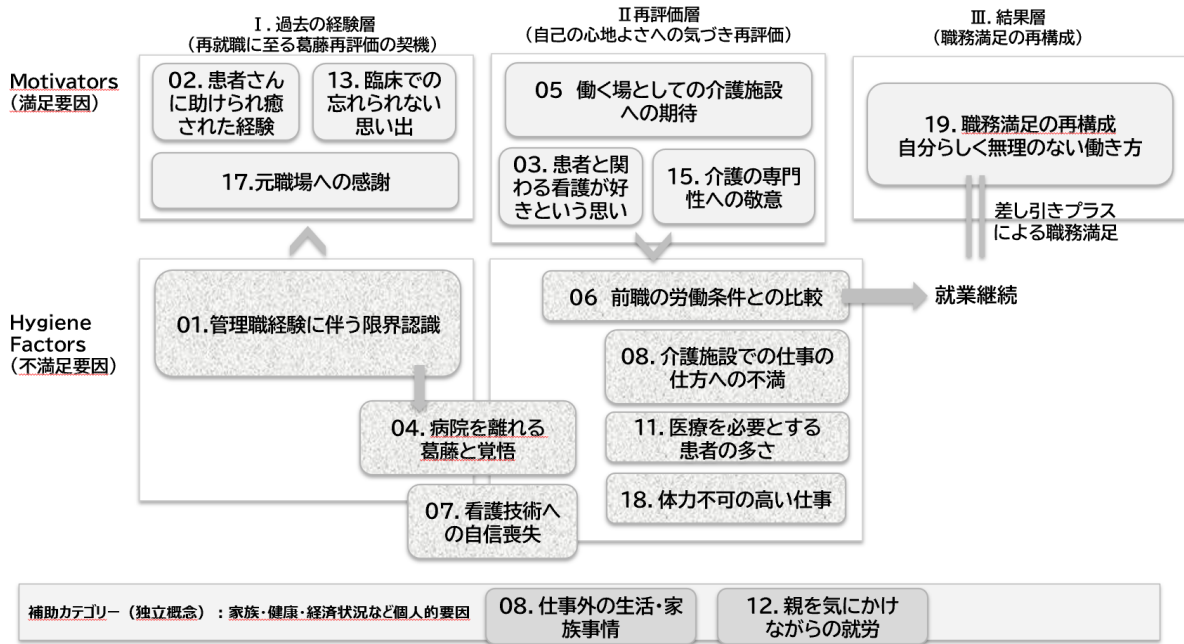 Ⅰ. 過去の経験層
(再就職に至る葛藤再評価の契機)
Ⅱ再評価層
(自己の心地よさへの気づき再評価)
Ⅲ. 結果層
(職務満足の再構成)
Motivators
(満足要因)
02. 患者さん
に助けられ癒
された経験
13. 臨床での
忘れられない
思い出
17.元職場への感謝
05 働く場としての介護施設
への期待
03. 患者と関
わる看護が好
きという思い
15. 介護の専門
性への敬意
19. 職務満足の再構成
自分らしく無理のない働き方
差し引きプラス
による職務満足
Hygiene
Factors
(不満足要因)
01.管理職経験に伴う限界認識
04. 病院を離れる
葛藤と覚悟
07. 看護技術へ
の自信喪失
06 前職の労働条件との比較
就業継続
08. 介護施設での仕事の
仕方への不満
11. 医療を必要とする
患者の多さ
18. 体力不可の高い仕事
補助カテゴリー(独立概念):家族・健康・経済状況など個人的要因
08. 仕事外の生活・家
族事情
12. 親を気にかけ
ながらの就労